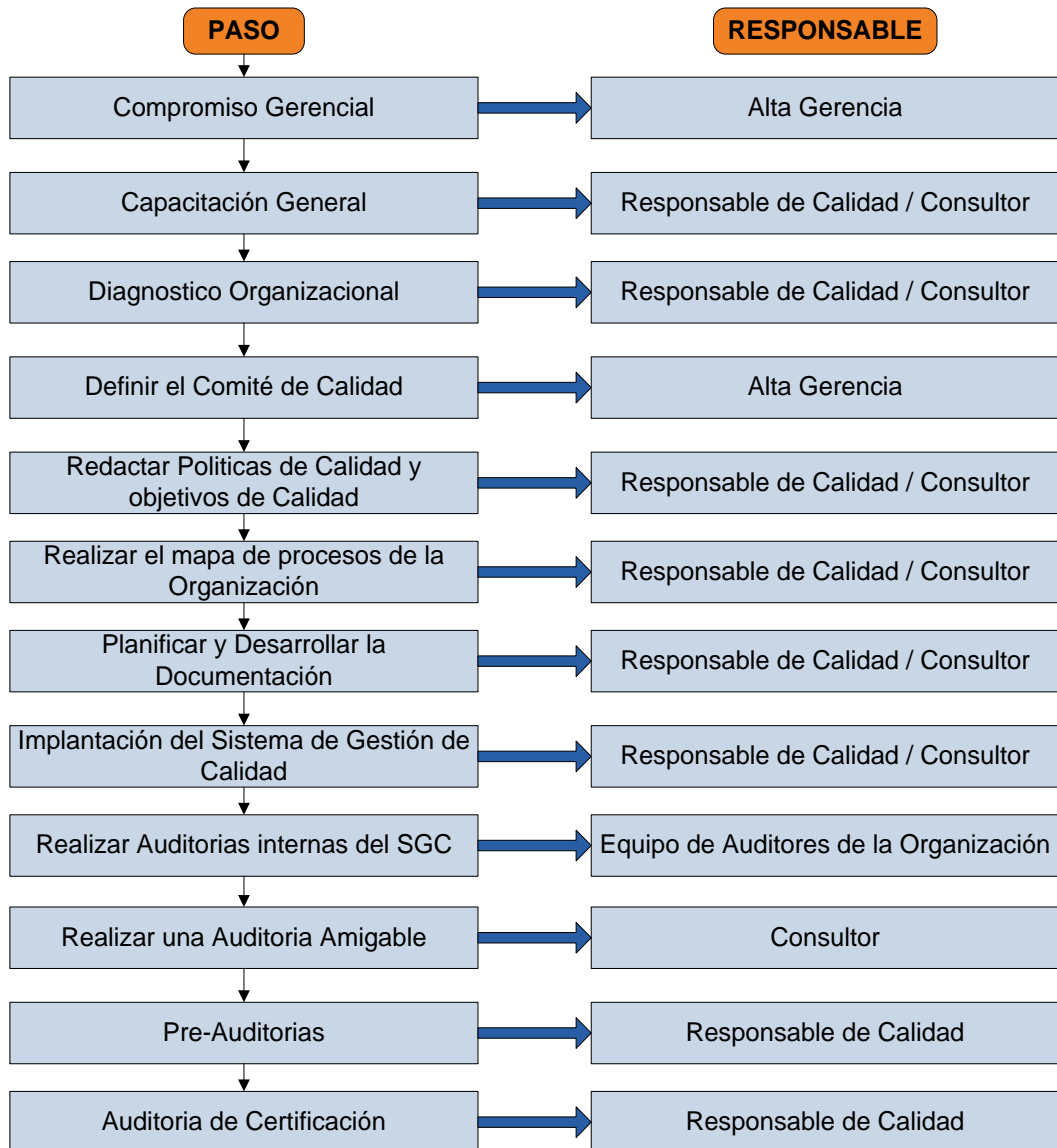 PASO
RESPONSABLE
Compromiso Gerencial
Alta Gerencia
Capacitación General
Responsable de Calidad / Consultor
Diagnostico Organizacional
Responsable de Calidad / Consultor
Definir el Comité de Calidad
Alta Gerencia
Redactar Politicas de Calidad y
objetivos de Calidad
Responsable de Calidad / Consultor
Realizar el mapa de procesos de la
Organización
Responsable de Calidad / Consultor
Planificar y Desarrollar la
Documentación
Responsable de Calidad / Consultor
Implantación del Sistema de Gestión de
Calidad
Responsable de Calidad / Consultor
Realizar Auditorias internas del SGC
Equipo de Auditores de la Organización
Realizar una Auditoria Amigable
Consultor
Pre-Auditorias
Responsable de Calidad
Auditoria de Certificación
Responsable de Calidad